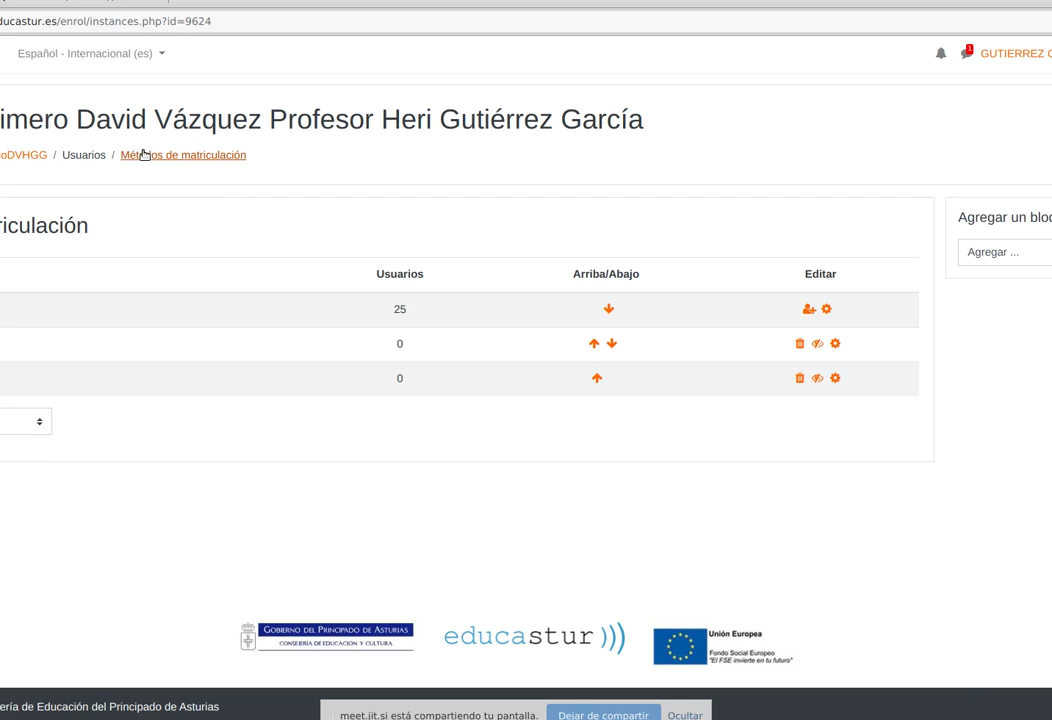 ducastur.es/enrol/instances.php?id=9624
Español - Internacional (es)
1
GUTIERREZ G
imero David Vázquez Profesor Heri Gutiérrez García
oDVHGG / Usuarios / Métodos de matriculación
riculación
Agregar un bloc
Agregar ...
Usuarios Arriba/Abajo Editar
25
0
0
GOBIERNO DEL PRINCIPADO DE ASTURIAS
CONSEJERÍA DE EDUCACIÓN Y CULTURA
educastur
Unión Europea
Fondo Social Europeo
"El FSE invierte en tu futuro"
ería de Educación del Principado de Asturias
meet.jit.si está compartiendo tu pantalla. Dejar de compartir Ocultar